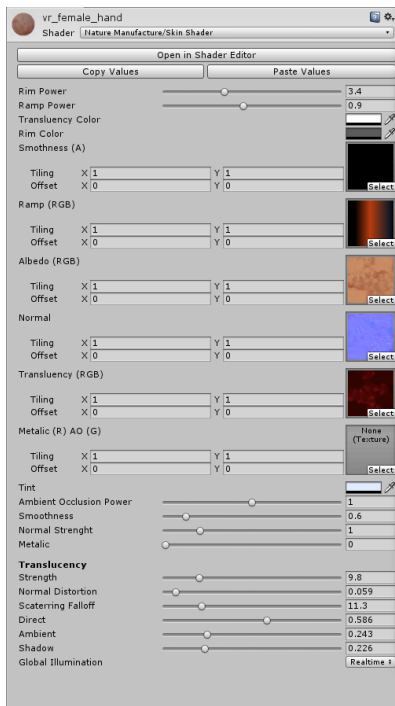 vr_female_hand
Shader Nature Manufacture/Skin Shader
Open in Shader Editor
Copy Values Paste Values
Rim Power 3.4
Ramp Power 0.9
Translucency Color
Rim Color
Smothness (A)
Tiling X 1 Y 1
Offset X 0 Y 0
Select
Ramp (RGB)
Tiling X 1 Y 1
Offset X 0 Y 0
Select
Albedo (RGB)
Tiling X 1 Y 1
Offset X 0 Y 0
Select
Normal
Tiling X 1 Y 1
Offset X 0 Y 0
Select
Transluency (RGB)
Tiling X 1 Y 1
Offset X 0 Y 0
Select
Metalic (R) AO (G)
None
(Texture)
Tiling X 1 Y 1
Offset X 0 Y 0
Select
Tint
Ambient Occlusion Power 1
Smoothness 0.6
Normal Strenght 1
Metalic 0
Translucency
Strength 9.8
Normal Distortion 0.059
Scaterring Falloff 11.3
Direct 0.586
Ambient 0.243
Shadow 0.226
Global Illumination Realtime